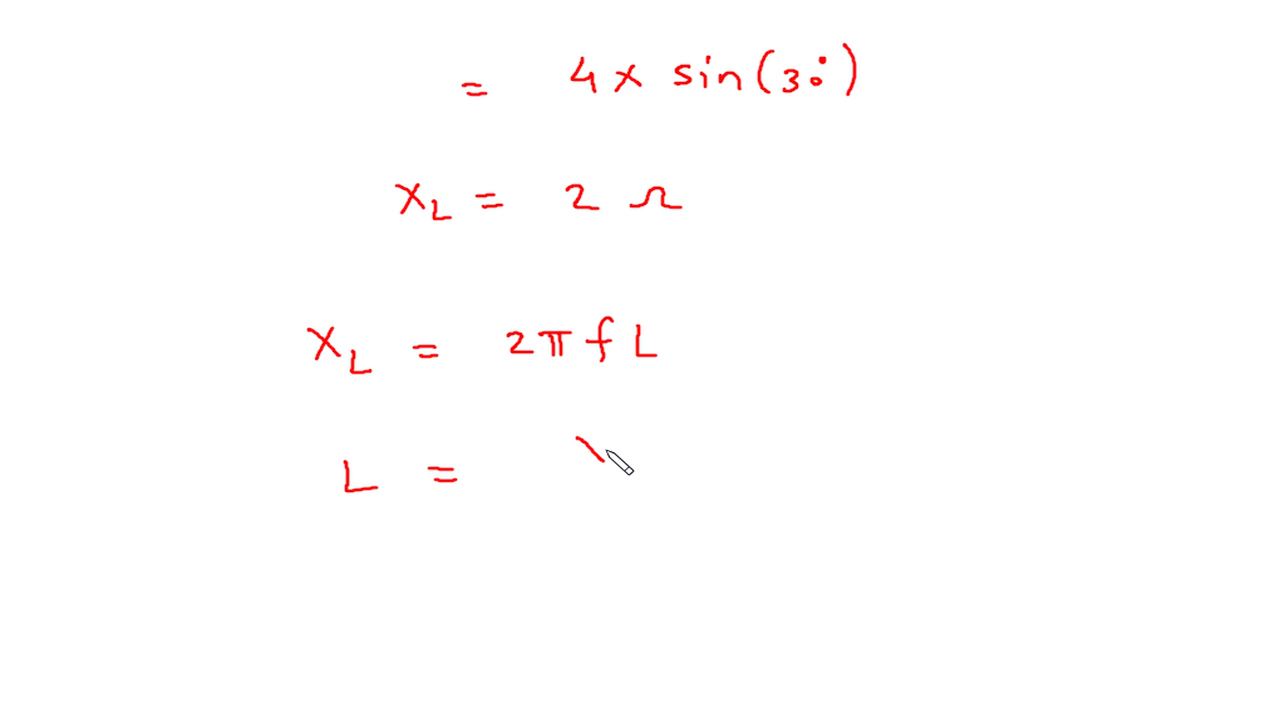 = 4 x sin(30°)
XL = 2 Ω
XL = 2πfL
L =